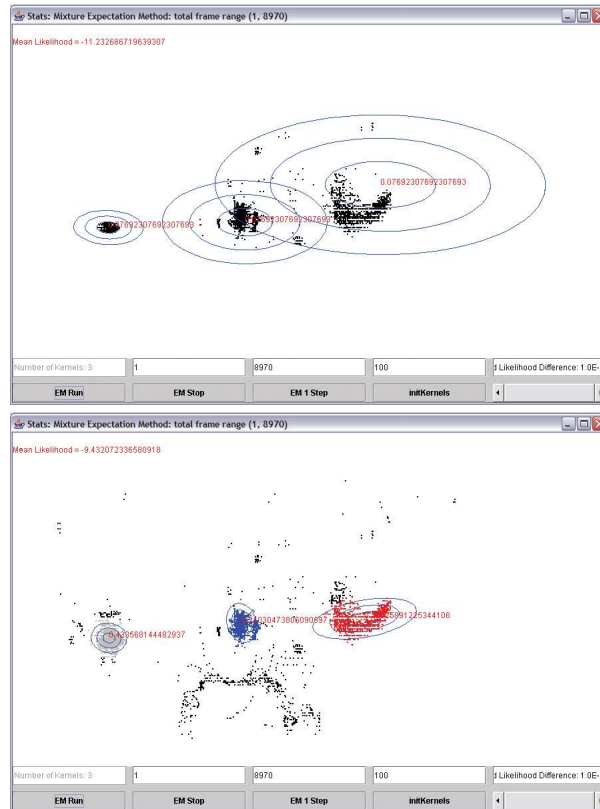 Stats: Mixture Expectation Method: total frame range (1, 8970)
Mean Likelihood = -11.232686719639307
0.07692307692307693
Number of Kernels: 3
1
8970
100
d Likelihood Difference: 1.0E-
EM Run
EM Stop
EM 1 Step
initKernels
Stats: Mixture Expectation Method: total frame range (1, 8970)
Mean Likelihood = -9.432072336580918
0.433568144482937
Number of Kernels: 3
1
8970
100
d Likelihood Difference: 1.0E-
EM Run
EM Stop
EM 1 Step
initKernels